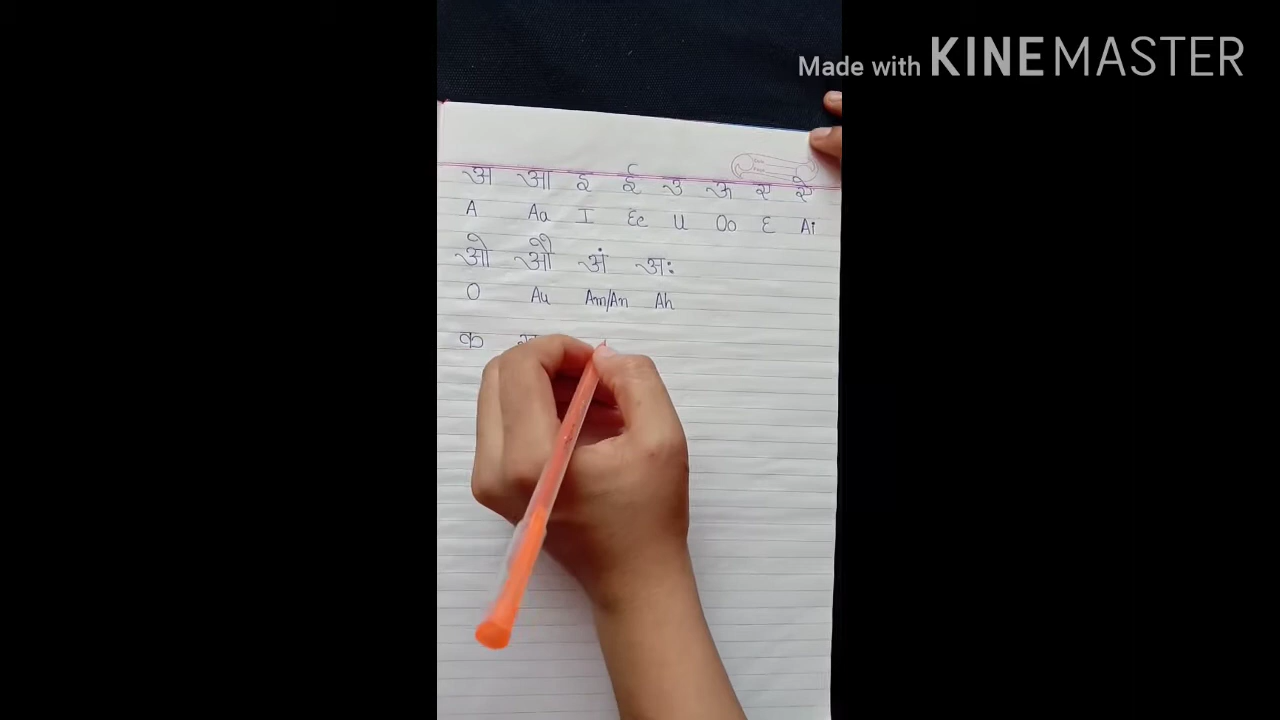 Made with KINEMASTER
अ आ इ ई उ ऊ ए ऐ
A Aa I Ee U Oo E Ai
ओ औ अं अः
O Au Am/An Ah
क